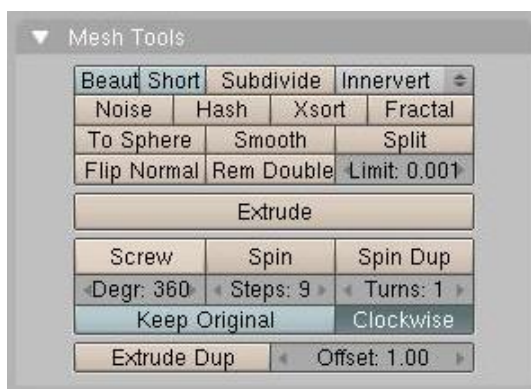 Mesh Tools
Beaut Short Subdivide Innervert
Noise Hash Xsort Fractal
To Sphere Smooth Split
Flip Normal Rem Double Limit: 0.001
Extrude
Screw Spin Spin Dup
Degr: 360 Steps: 9 Turns: 1
Keep Original Clockwise
Extrude Dup Offset: 1.00